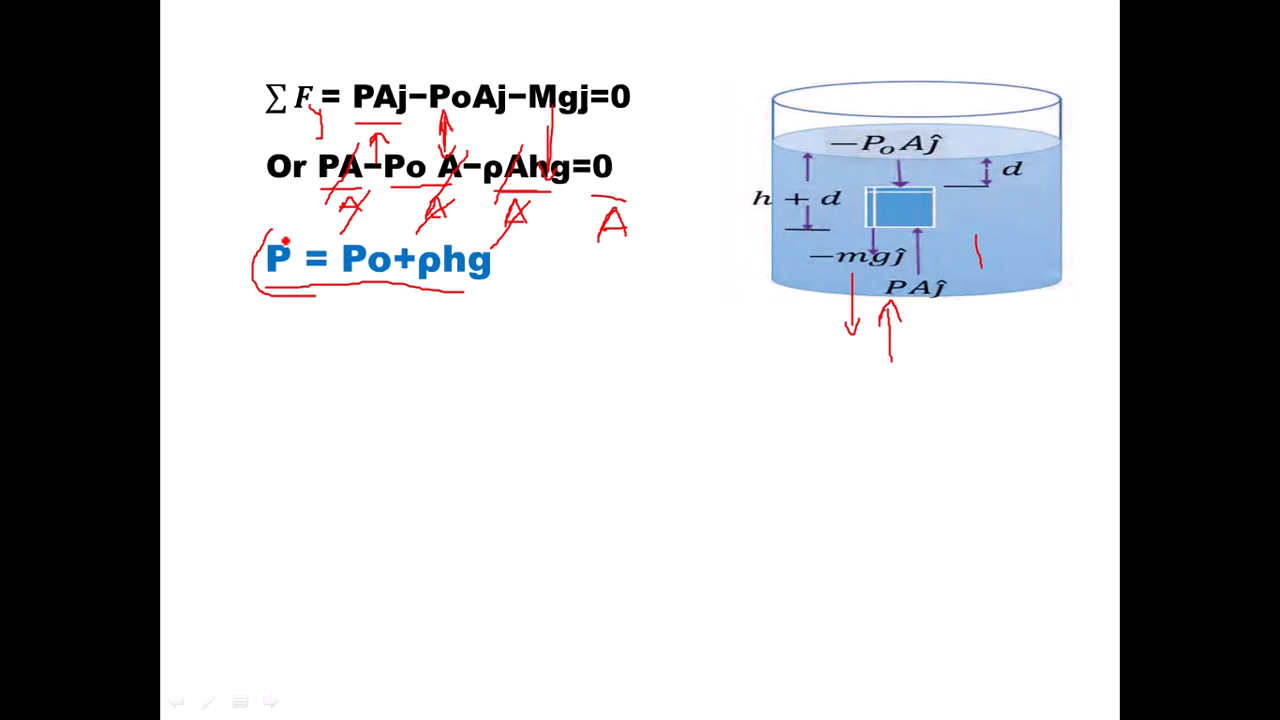 ∑ F = PAj−PoAj−Mgj=0
y
Or PA−Po A−ρAhg=0
A A A A
P = Po+ρhg
−PₒAĵ
d
h + d
−mgĵ
PAĵ